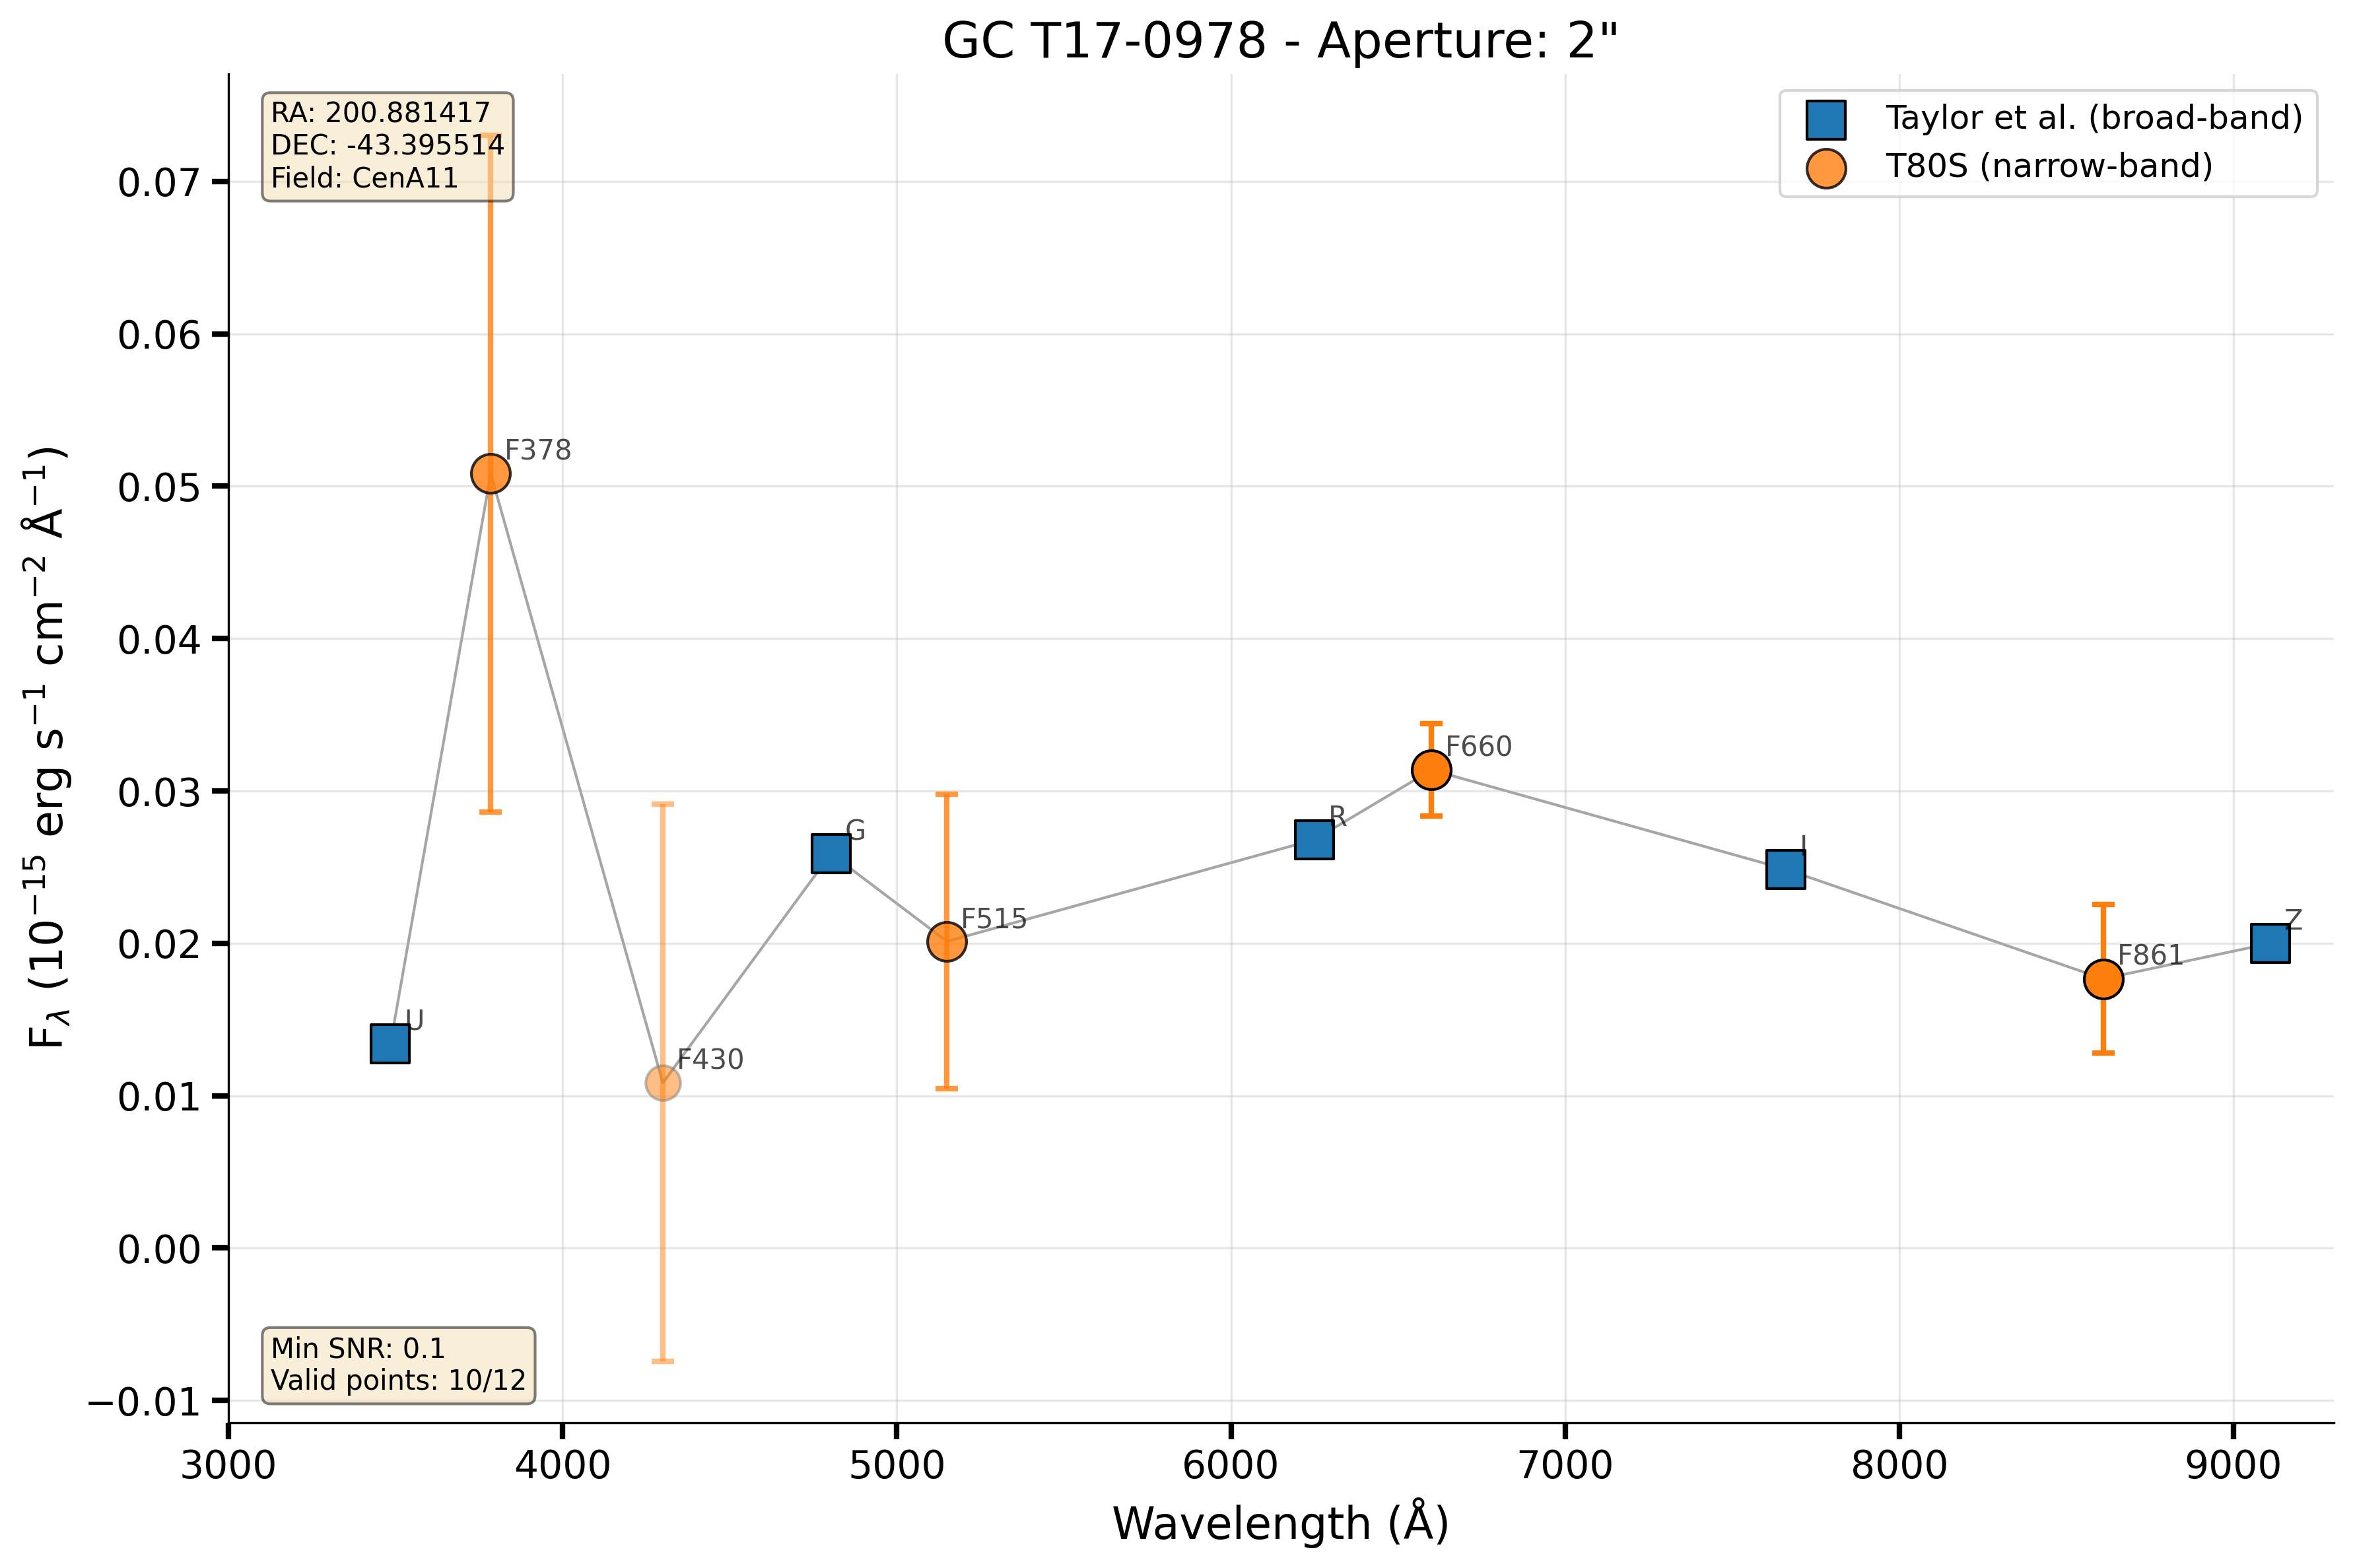 GC T17-0978 - Aperture: 2"
RA: 200.881417
DEC: -43.395514
Field: CenA11
Taylor et al. (broad-band)
T80S (narrow-band)
0.07
0.06
0.05
0.04
0.03
0.02
0.01
0.00
−0.01
F_λ (10⁻¹⁵ erg s⁻¹ cm⁻² Å⁻¹)
U
F378
F430
G
F515
R
F660
I
F861
Z
Min SNR: 0.1
Valid points: 10/12
3000 4000 5000 6000 7000 8000 9000
Wavelength (Å)